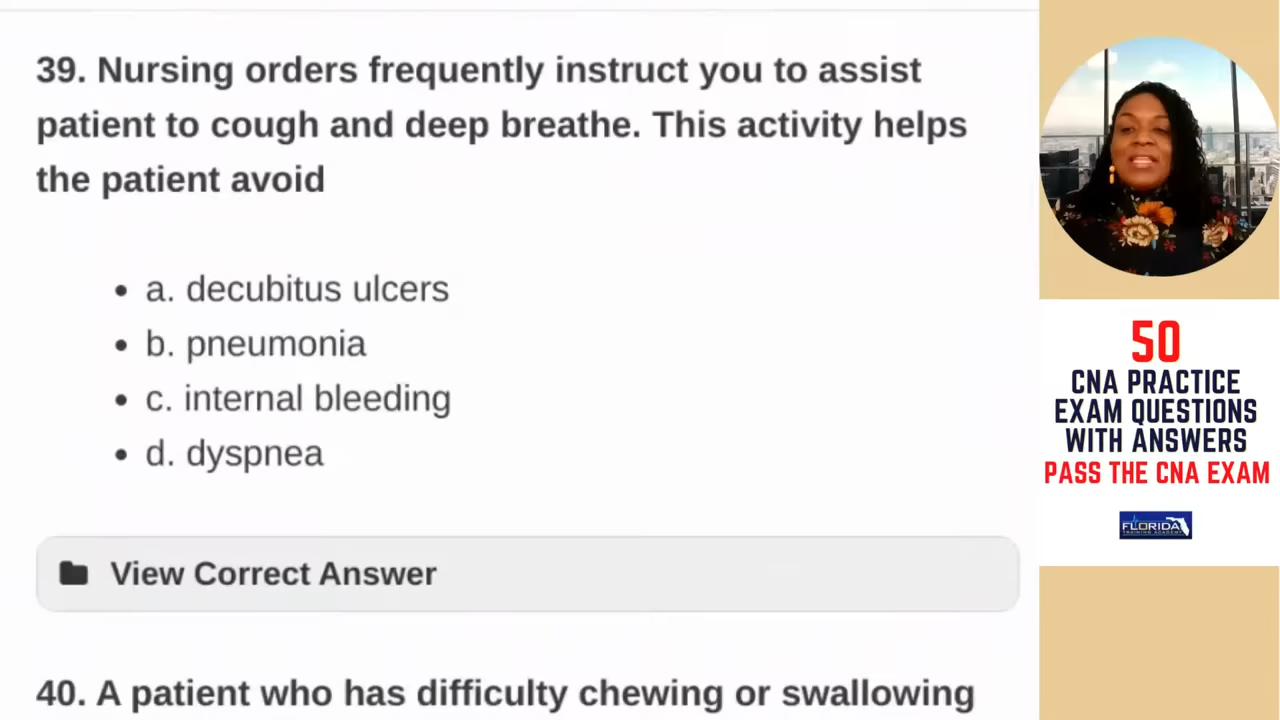 39. Nursing orders frequently instruct you to assist
patient to cough and deep breathe. This activity helps
the patient avoid
• a. decubitus ulcers
• b. pneumonia
• c. internal bleeding
• d. dyspnea
View Correct Answer
40. A patient who has difficulty chewing or swallowing
50
CNA PRACTICE
EXAM QUESTIONS
WITH ANSWERS
PASS THE CNA EXAM
FLORIDA
TRAINING ACADEMY